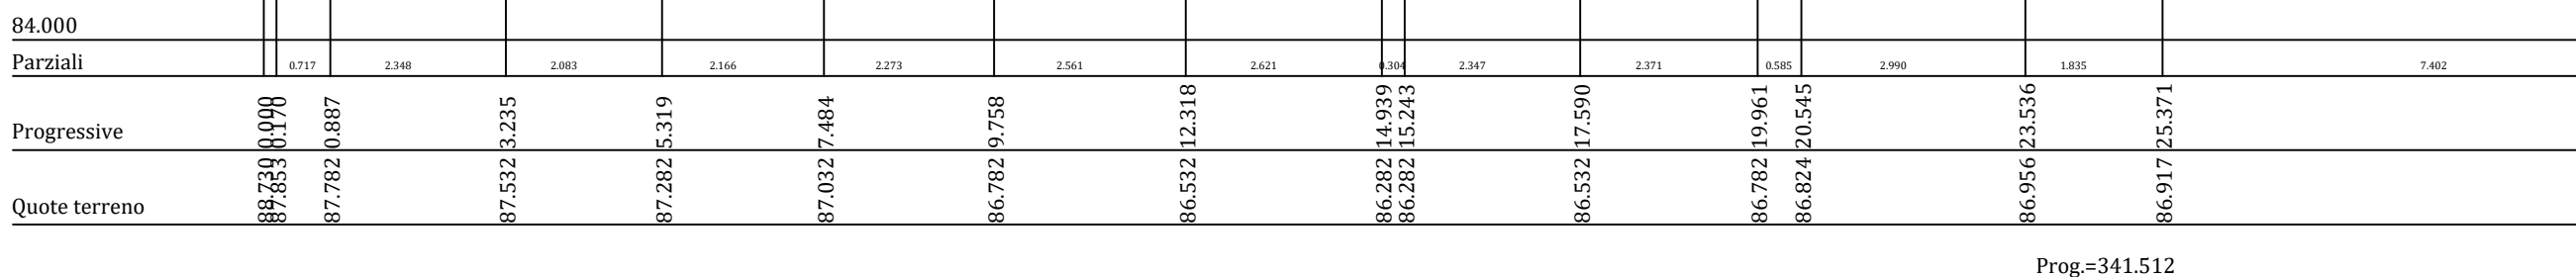 84.000
Parziali 0.717 2.348 2.083 2.166 2.273 2.561 2.621 0.304 2.347 2.371 0.585 2.990 1.835 7.402
Progressive 0.000 0.170 0.887 3.235 5.319 7.484 9.758 12.318 14.939 15.243 17.590 19.961 20.545 23.536 25.371
Quote terreno 88.730 87.853 87.782 87.532 87.282 87.032 86.782 86.532 86.282 86.282 86.532 86.782 86.824 86.956 86.917
Prog.=341.512